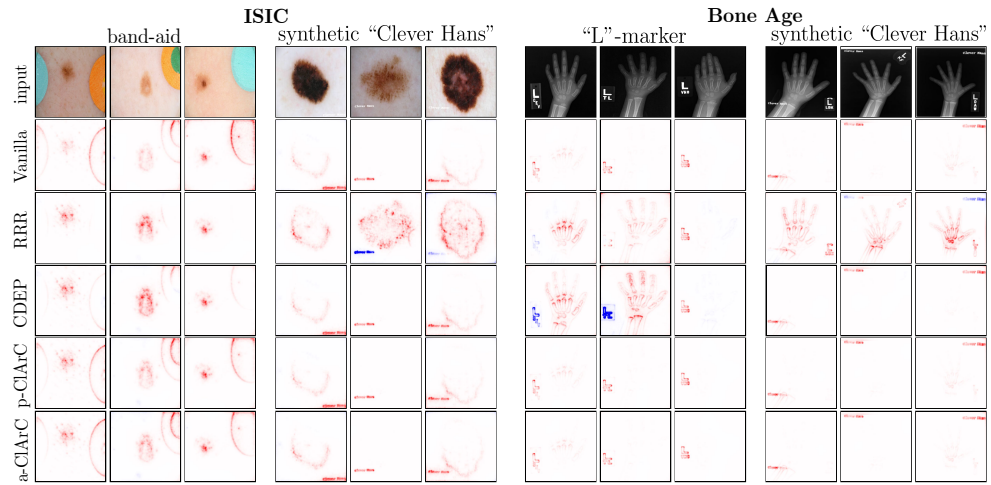 ISIC
Bone Age
band-aid
synthetic “Clever Hans”
“L”-marker
synthetic “Clever Hans”
input
Vanilla
RRR
CDEP
p-ClArC
a-ClArC